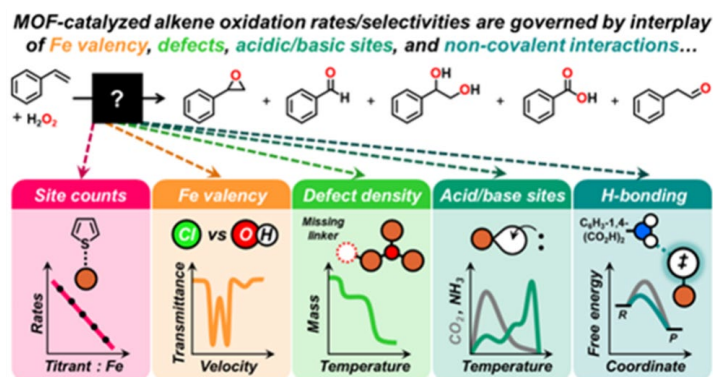 MOF-catalyzed alkene oxidation rates/selectivities are governed by interplay
of Fe valency, defects, acidic/basic sites, and non-covalent interactions…
+ H₂O₂
?
O
+
O
H
+
OH
OH
+
O
OH
+
O
Site counts
S
Rates
Titrant : Fe
Fe valency
Cl vs O H
Transmittance
Velocity
Defect density
Missing
linker
Mass
Temperature
Acid/base sites
CO₂, NH₃
Temperature
H-bonding
C₆H₃-1,4-
(CO₂H)₂
‡
Free energy
R
P
Coordinate